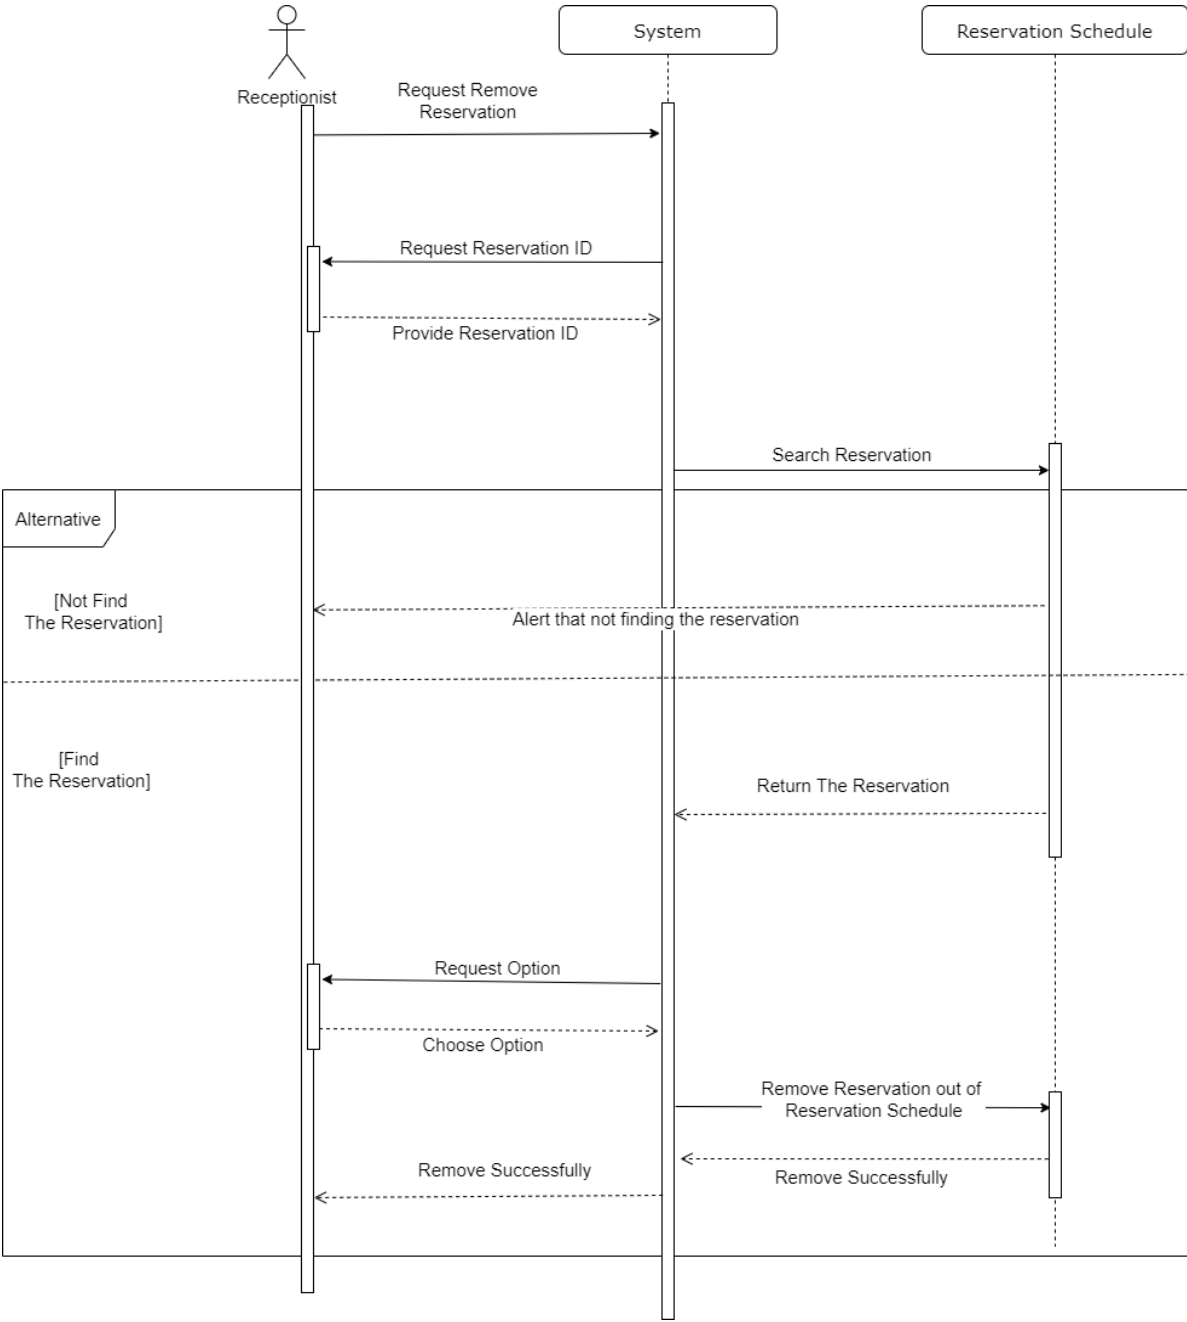 System
Reservation Schedule
Receptionist
Request Remove
Reservation
Request Reservation ID
Provide Reservation ID
Search Reservation
Alternative
[Not Find
The Reservation]
Alert that not finding the reservation
[Find
The Reservation]
Return The Reservation
Request Option
Choose Option
Remove Reservation out of
Reservation Schedule
Remove Successfully
Remove Successfully